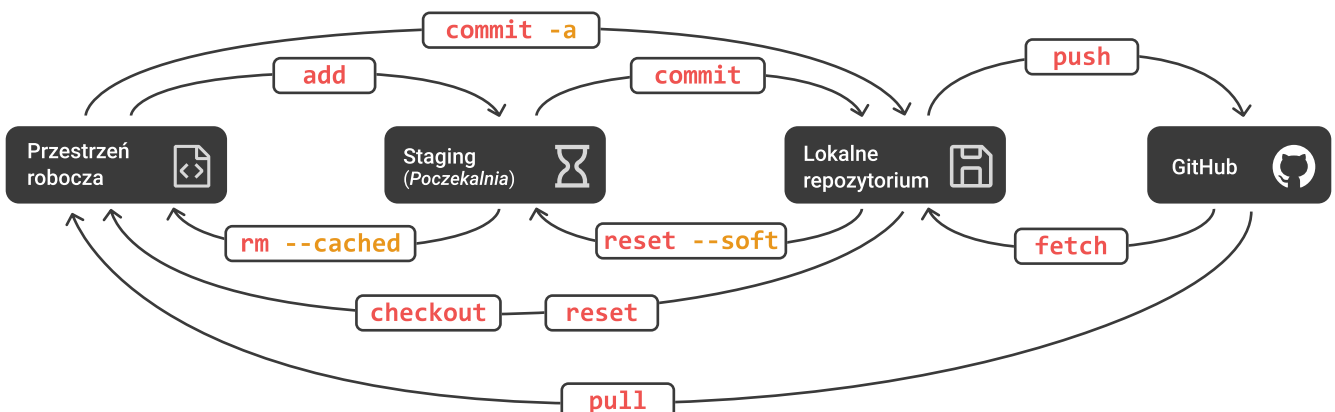 commit -a
add
commit
push
Przestrzeń
robocza
Staging
(Poczekalnia)
Lokalne
repozytorium
GitHub
rm --cached
reset --soft
fetch
checkout
reset
pull